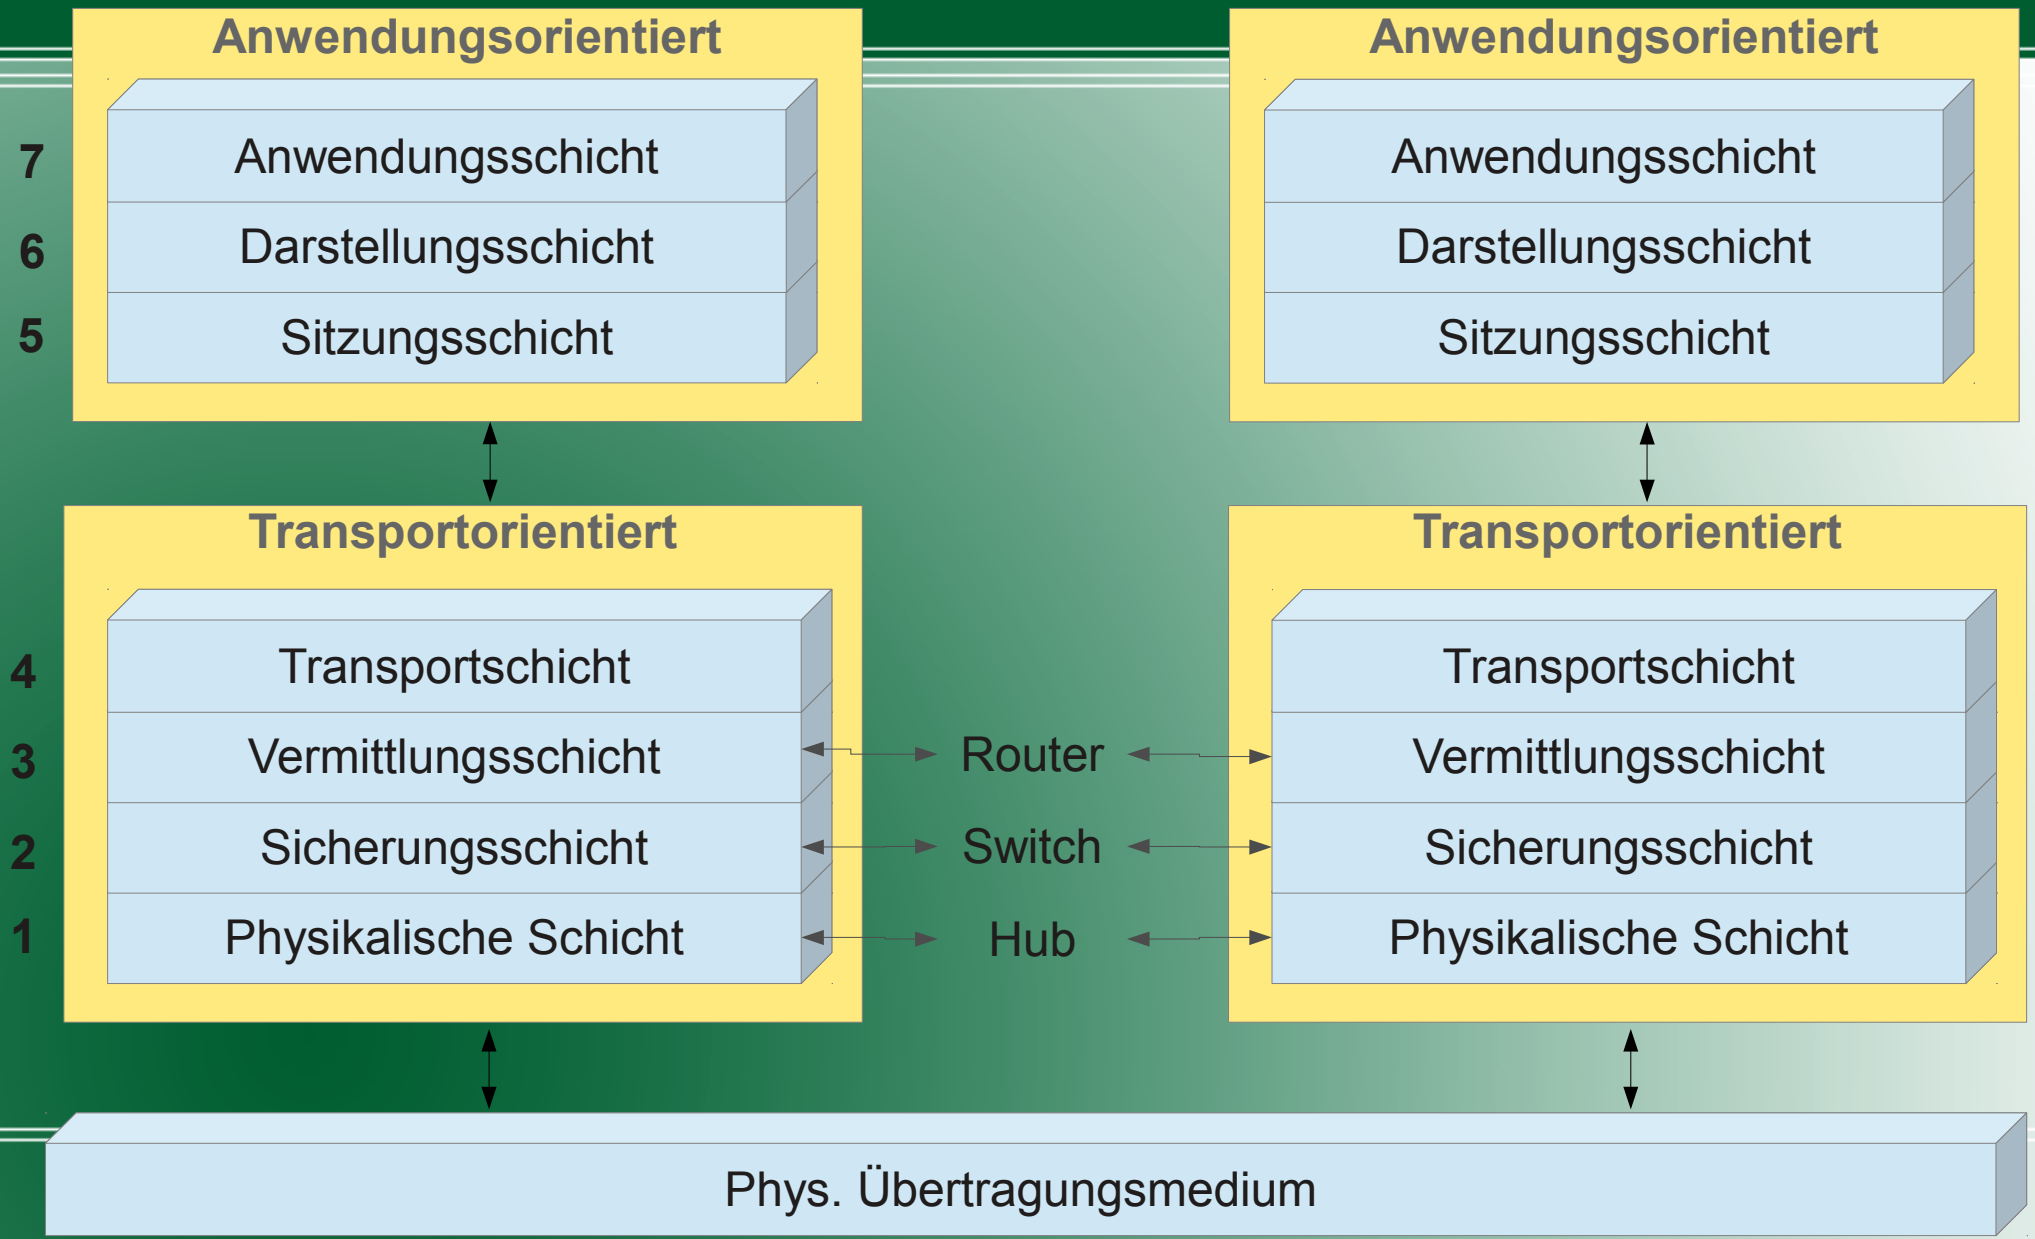 Anwendungsorientiert
Anwendungsorientiert
7
Anwendungsschicht
Anwendungsschicht
6
Darstellungsschicht
Darstellungsschicht
5
Sitzungsschicht
Sitzungsschicht
Transportorientiert
Transportorientiert
4
Transportschicht
Transportschicht
3
Vermittlungsschicht
Router
Vermittlungsschicht
2
Sicherungsschicht
Switch
Sicherungsschicht
1
Physikalische Schicht
Hub
Physikalische Schicht
Phys. Übertragungsmedium